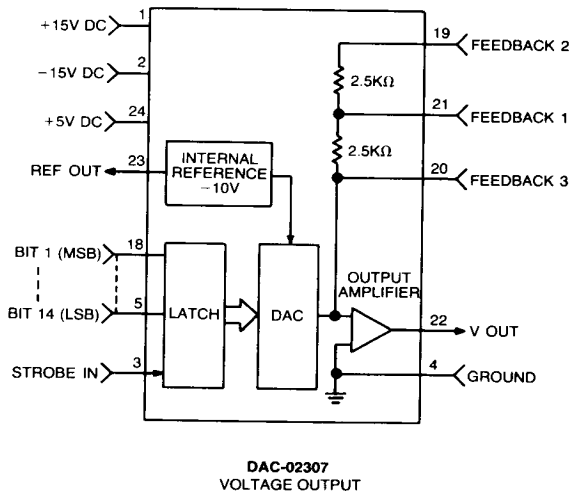 +15V DC
1
-15V DC
2
+5V DC
24
REF OUT
23
INTERNAL
REFERENCE
-10V
BIT 1 (MSB)
18
BIT 14 (LSB)
5
STROBE IN
3
LATCH
DAC
OUTPUT
AMPLIFIER
2.5KΩ
2.5KΩ
19
FEEDBACK 2
21
FEEDBACK 1
20
FEEDBACK 3
22
V OUT
4
GROUND
DAC-02307
VOLTAGE OUTPUT